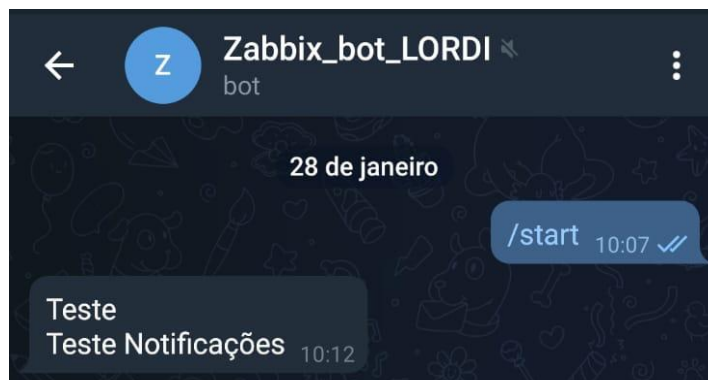 Z
Zabbix_bot_LORDI
bot
28 de janeiro
/start 10:07
Teste
Teste Notificações 10:12